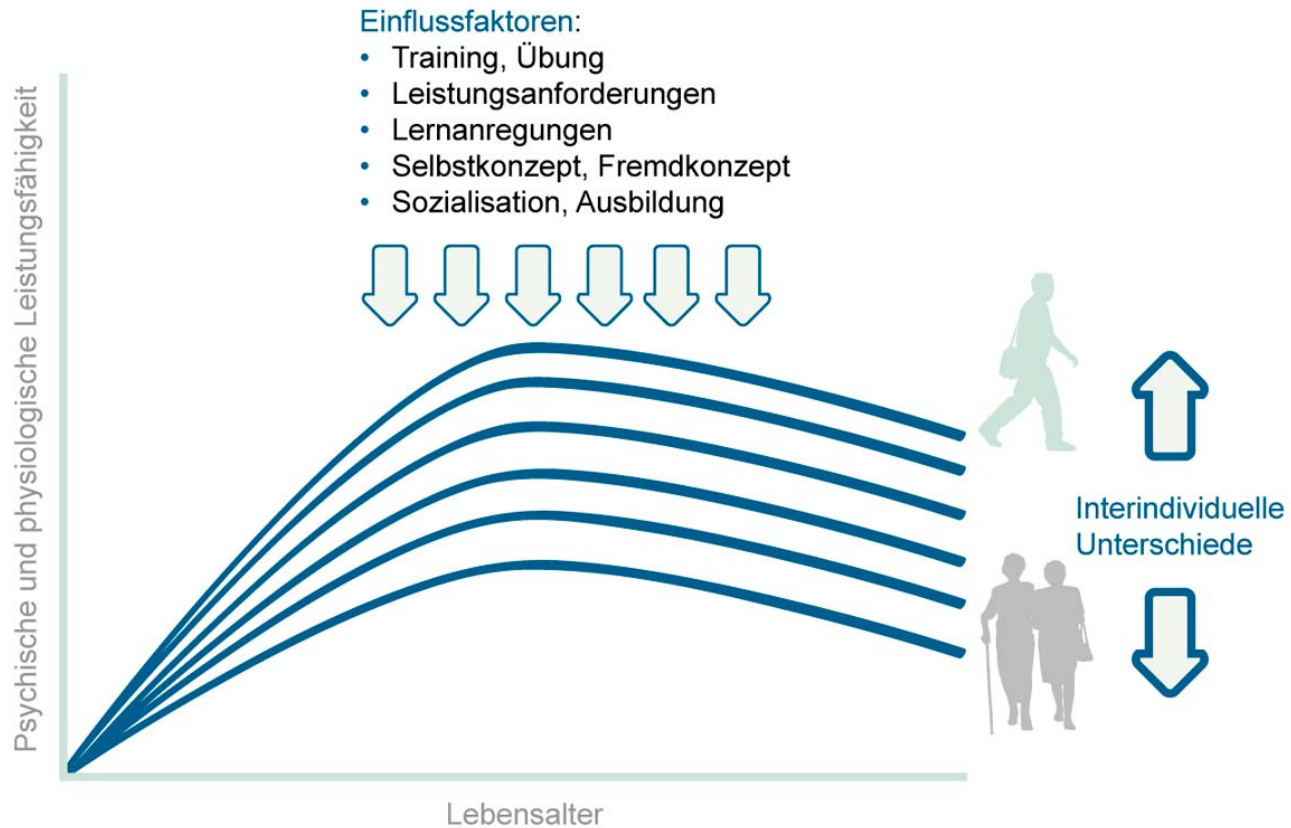 Einflussfaktoren:
• Training, Übung
• Leistungsanforderungen
• Lernanregungen
• Selbstkonzept, Fremdkonzept
• Sozialisation, Ausbildung
Psychische und physiologische Leistungsfähigkeit
Interindividuelle
Unterschiede
Lebensalter